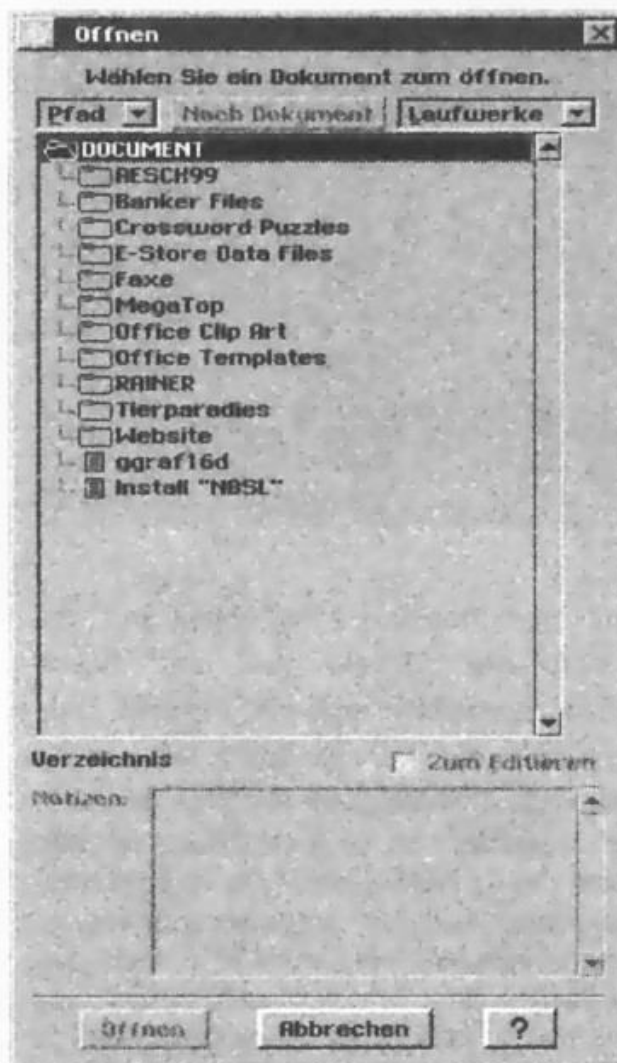 Öffnen
Wählen Sie ein Dokument zum öffnen.
Pfad Nach Dokument Laufwerke
DOCUMENT
AESCH99
Banker Files
Crossword Puzzles
E-Store Data Files
Faxe
MegaTop
Office Clip Art
Office Templates
RAINER
Tierparadies
Website
ggraf16d
Install "NBSL"
Verzeichnis Zum Editieren
Notizen:
Öffnen Abbrechen ?